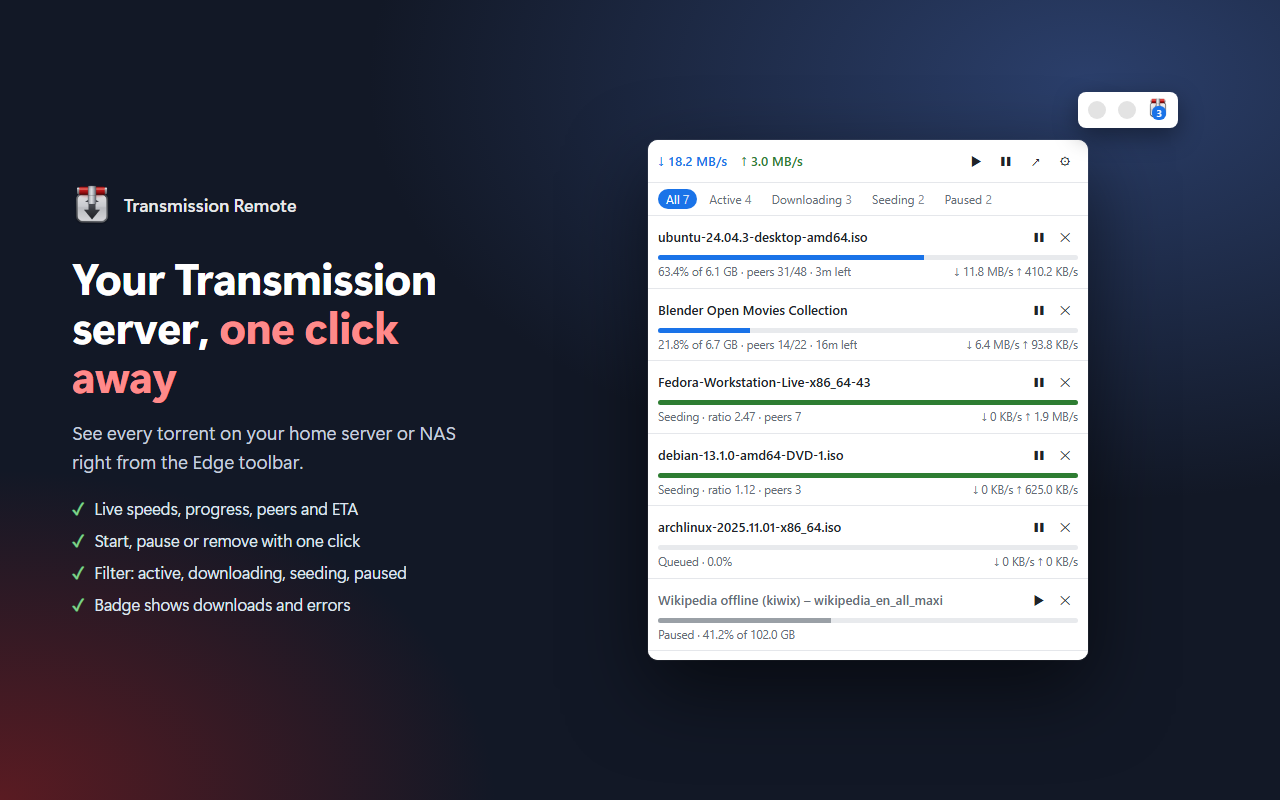 3
Transmission Remote
Your Transmission
server, one click
away
See every torrent on your home server or NAS
right from the Edge toolbar.
✓ Live speeds, progress, peers and ETA
✓ Start, pause or remove with one click
✓ Filter: active, downloading, seeding, paused
✓ Badge shows downloads and errors
↓ 18.2 MB/s ↑ 3.0 MB/s
All 7 Active 4 Downloading 3 Seeding 2 Paused 2
ubuntu-24.04.3-desktop-amd64.iso
63.4% of 6.1 GB · peers 31/48 · 3m left ↓ 11.8 MB/s ↑ 410.2 KB/s
Blender Open Movies Collection
21.8% of 6.7 GB · peers 14/22 · 16m left ↓ 6.4 MB/s ↑ 93.8 KB/s
Fedora-Workstation-Live-x86_64-43
Seeding · ratio 2.47 · peers 7 ↓ 0 KB/s ↑ 1.9 MB/s
debian-13.1.0-amd64-DVD-1.iso
Seeding · ratio 1.12 · peers 3 ↓ 0 KB/s ↑ 625.0 KB/s
archlinux-2025.11.01-x86_64.iso
Queued · 0.0% ↓ 0 KB/s ↑ 0 KB/s
Wikipedia offline (kiwix) – wikipedia_en_all_maxi
Paused · 41.2% of 102.0 GB